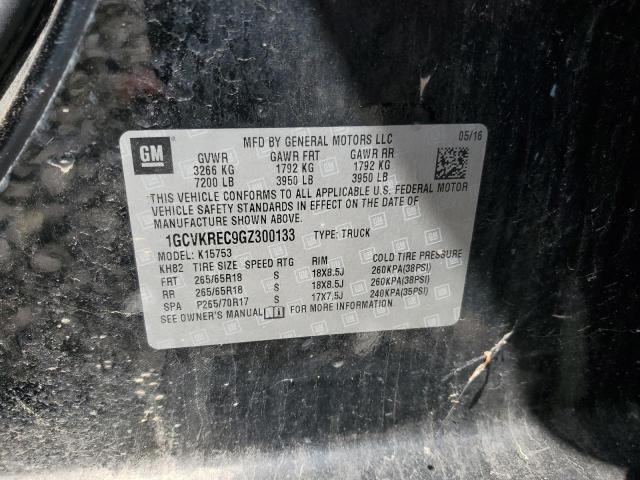 GM
MFD BY GENERAL MOTORS LLC 05/16
GVWR GAWR FRT GAWR RR
3266 KG 1792 KG 1792 KG
7200 LB 3950 LB 3950 LB
THIS VEHICLE CONFORMS TO ALL APPLICABLE U.S. FEDERAL MOTOR
VEHICLE SAFETY STANDARDS IN EFFECT ON THE DATE OF
MANUFACTURE SHOWN ABOVE.
1GCVKREC9GZ300133 TYPE: TRUCK
MODEL: K15753
KH82 TIRE SIZE SPEED RTG RIM COLD TIRE PRESSURE
FRT 265/65R18 S 18X8.5J 260KPA(38PSI)
RR 265/65R18 S 18X8.5J 260KPA(38PSI)
SPA P265/70R17 S 17X7.5J 240KPA(35PSI)
SEE OWNER'S MANUAL FOR MORE INFORMATION.